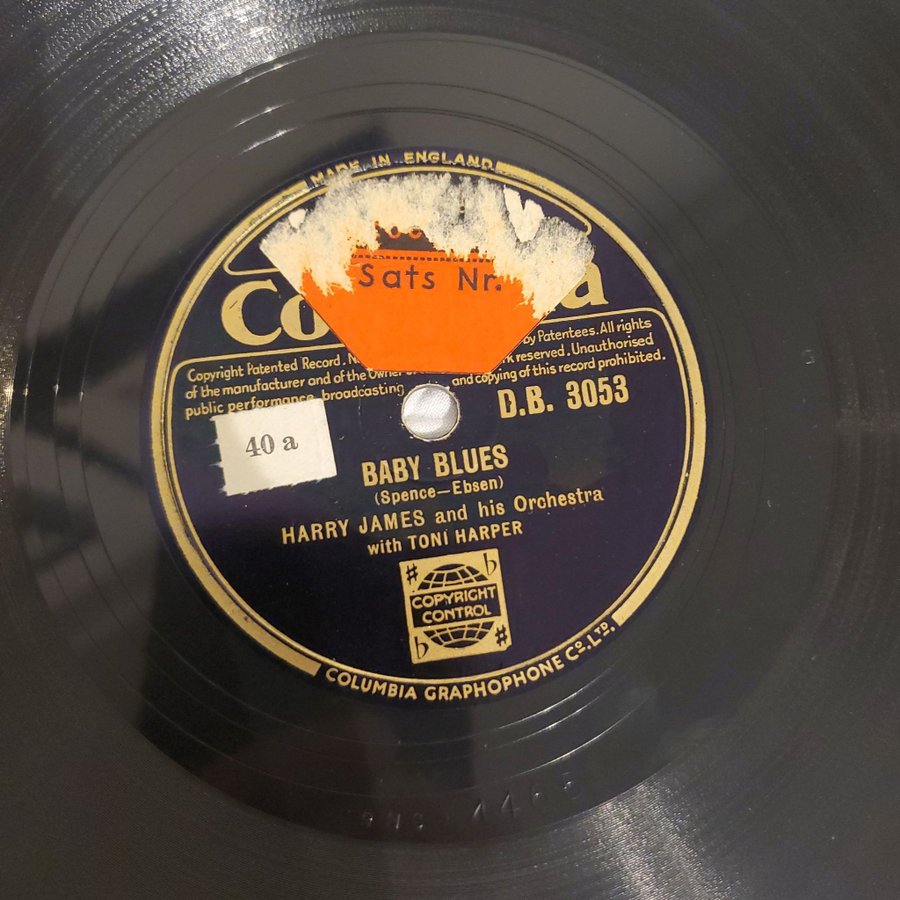 MADE IN ENGLAND
Sats Nr.
Co a
Copyright Patented Record. by Patentees. All rights
of the manufacturer and of the Owner reserved. Unauthorised
public performance, broadcasting and copying of this record prohibited.
D.B. 3053
40 a
BABY BLUES
(Spence—Ebsen)
HARRY JAMES and his Orchestra
with TONI HARPER
♯ ♭
COPYRIGHT
CONTROL
♭ ♯
COLUMBIA GRAPHOPHONE CO. LTD.